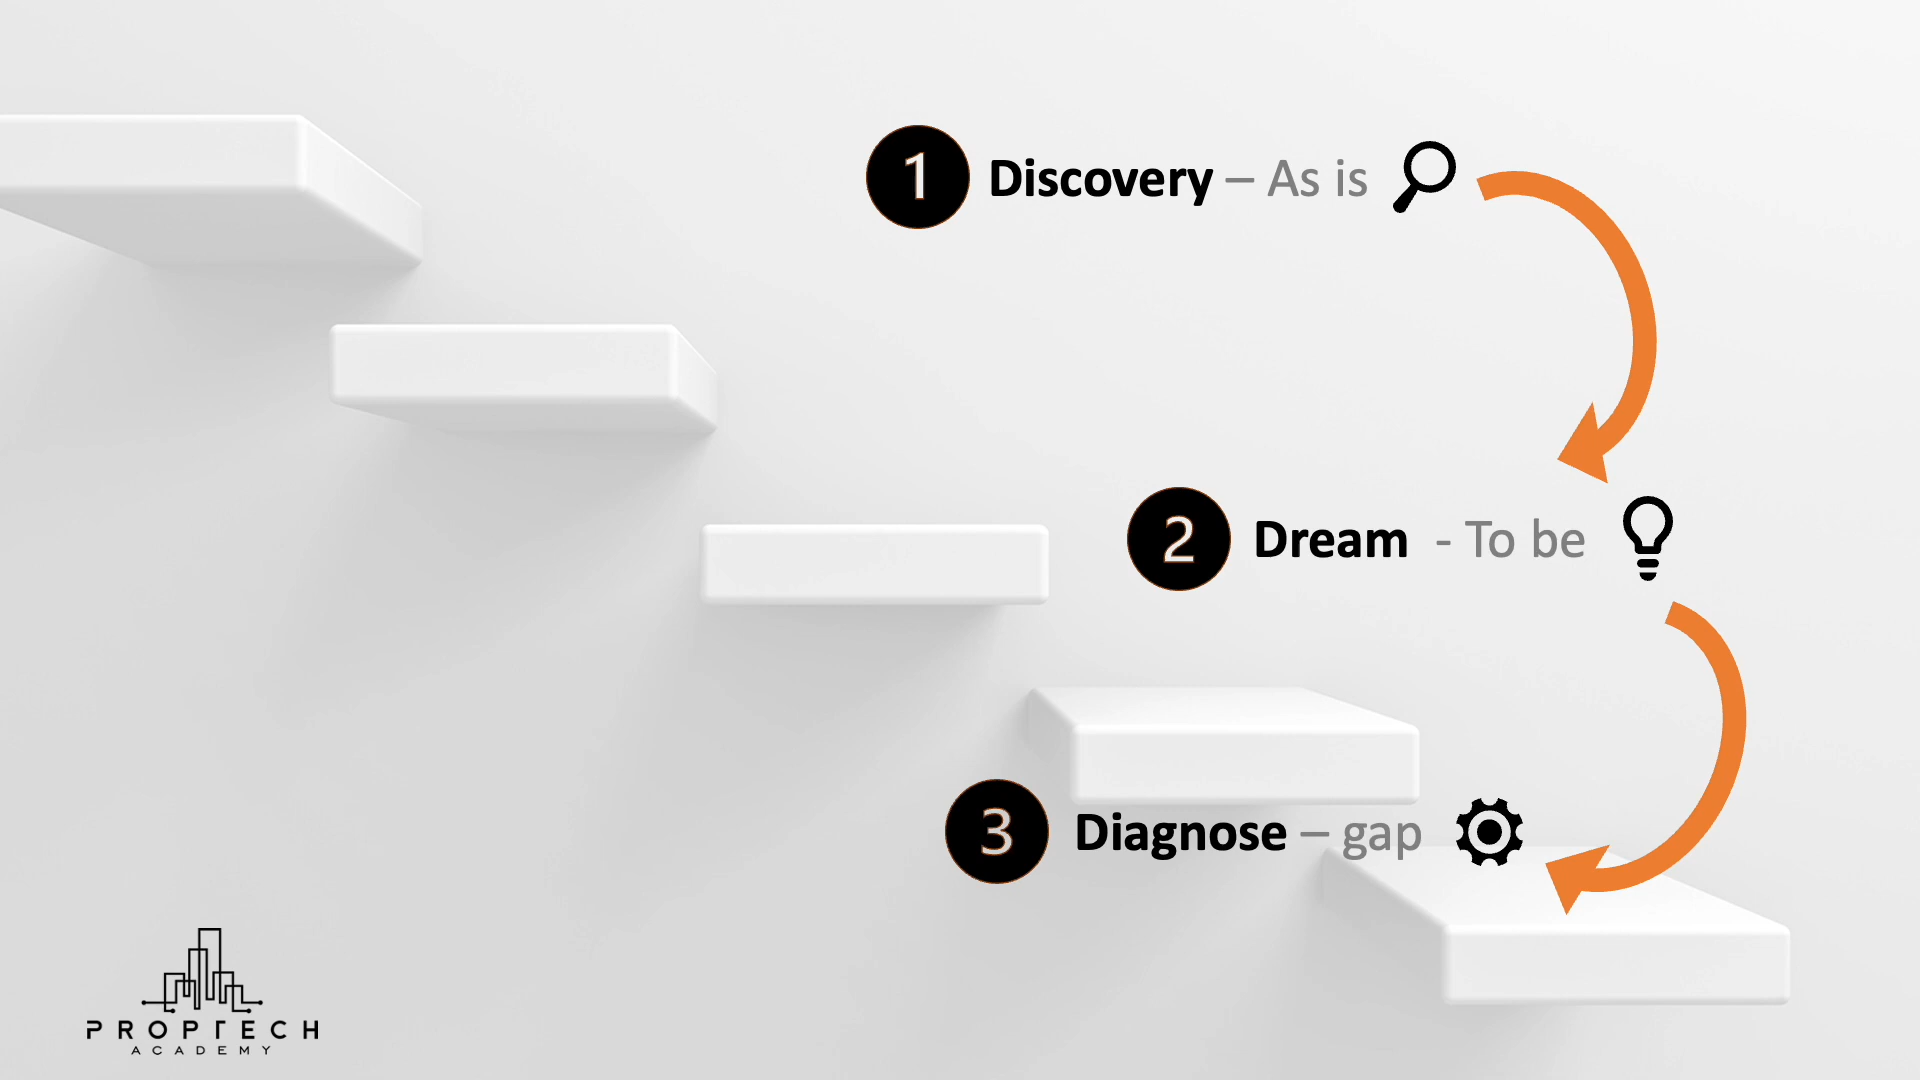 1 Discovery – As is
2 Dream - To be
3 Diagnose – gap
PROPTECH
ACADEMY